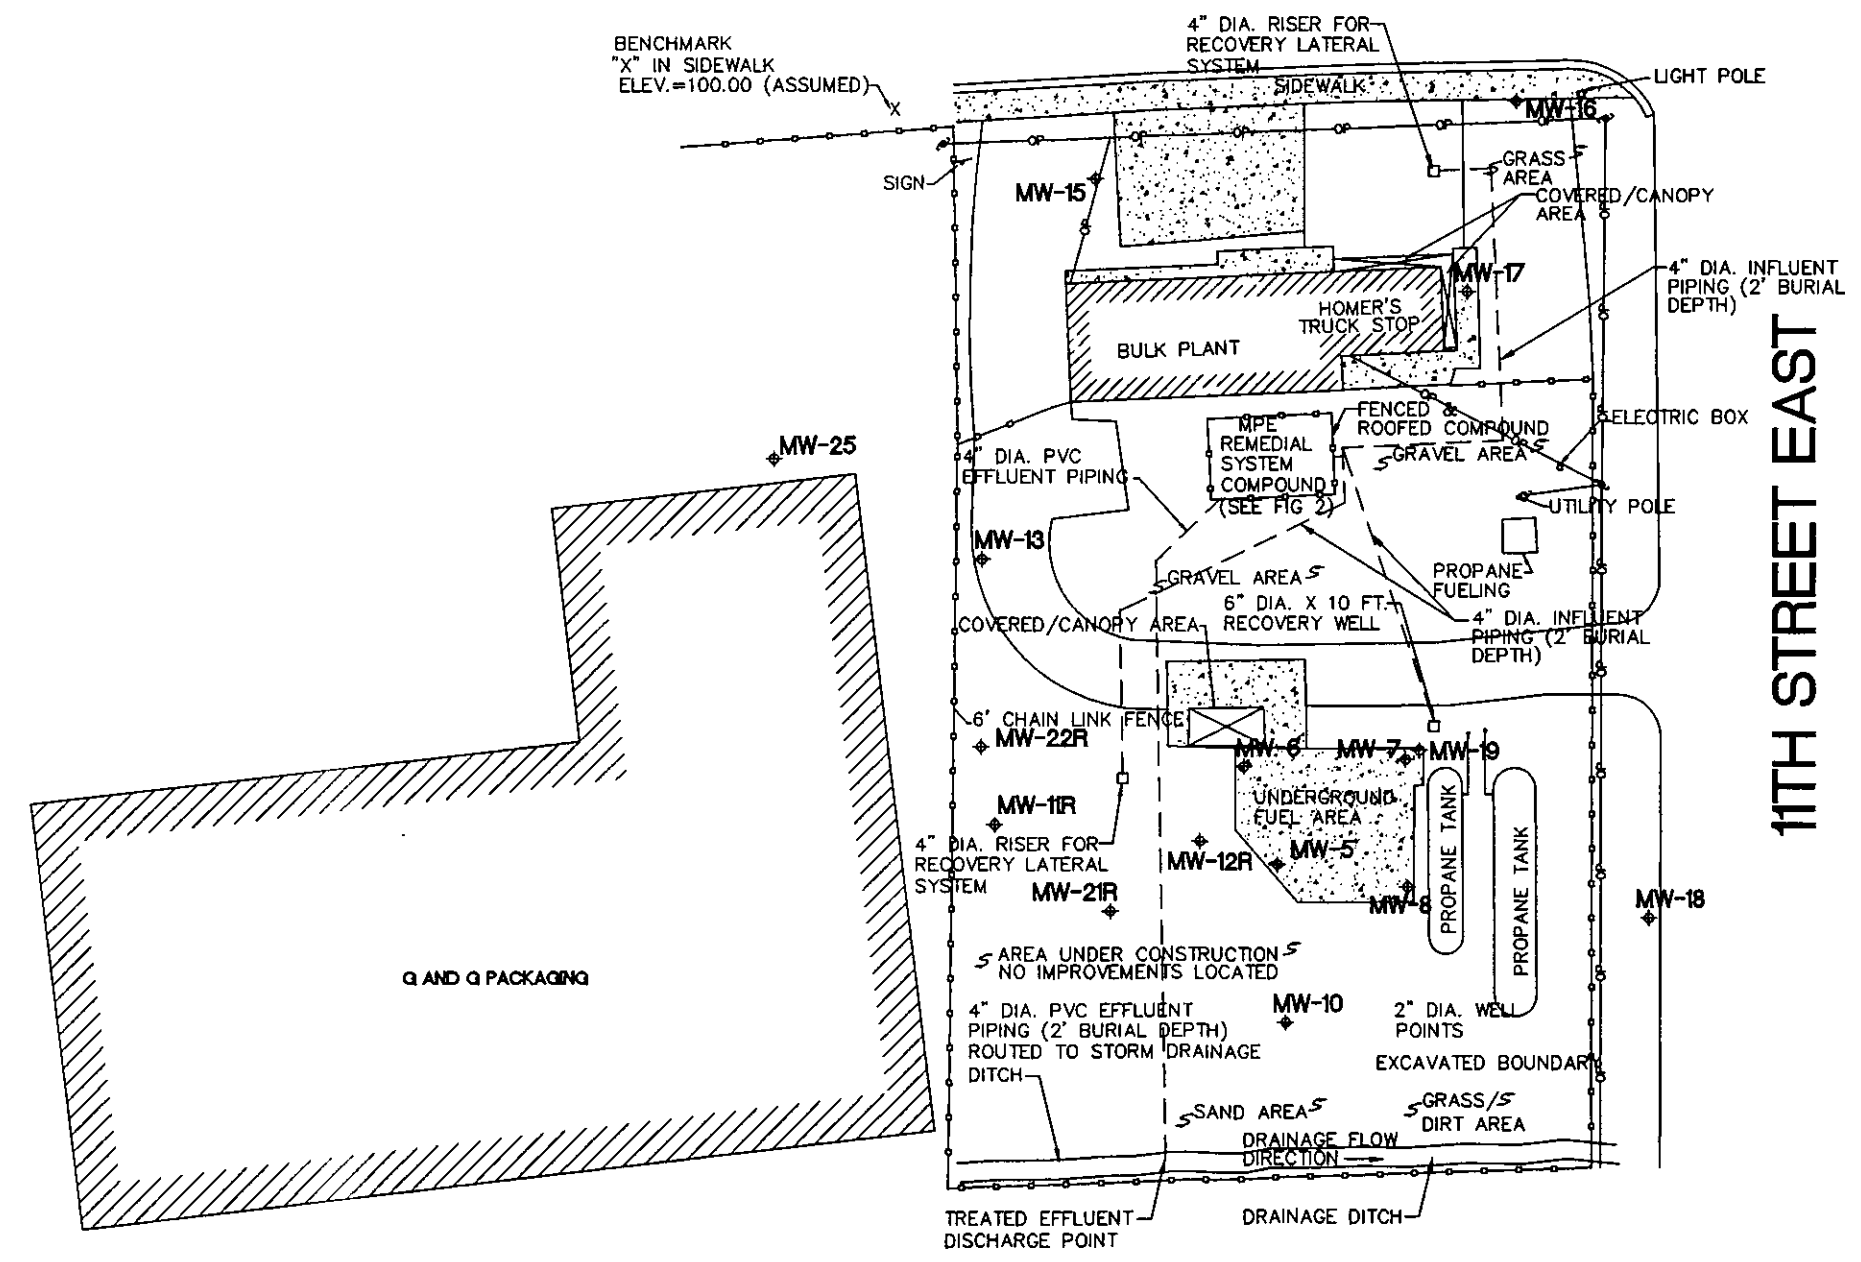 4" DIA. RISER FOR
RECOVERY LATERAL
SYSTEM
BENCHMARK
"X" IN SIDEWALK
ELEV.=100.00 (ASSUMED)
X
SIDEWALK
LIGHT POLE
MW-16
SIGN
MW-15
GRASS
AREA
COVERED/CANOPY
AREA
MW-17
4" DIA. INFLUENT
PIPING (2' BURIAL
DEPTH)
HOMER'S
TRUCK STOP
BULK PLANT
11TH STREET EAST
FENCED &
ROOFED COMPOUND
ELECTRIC BOX
MPE
REMEDIAL
SYSTEM
COMPOUND
(SEE FIG 2)
GRAVEL AREA
MW-25
4" DIA. PVC
EFFLUENT PIPING
UTILITY POLE
MW-13
PROPANE
FUELING
GRAVEL AREA
6" DIA. X 10 FT.
RECOVERY WELL
4" DIA. INFLUENT
PIPING (2' BURIAL
DEPTH)
COVERED/CANOPY AREA
6' CHAIN LINK FENCE
MW-22R
MW-6
MW-7
MW-19
UNDERGROUND
FUEL AREA
PROPANE TANK
PROPANE TANK
MW-11R
4" DIA. RISER FOR
RECOVERY LATERAL
SYSTEM
MW-12R
MW-5
MW-21R
MW-8
MW-18
AREA UNDER CONSTRUCTION
NO IMPROVEMENTS LOCATED
G AND G PACKAGING
4" DIA. PVC EFFLUENT
PIPING (2' BURIAL DEPTH)
ROUTED TO STORM DRAINAGE
DITCH
MW-10
2" DIA. WELL
POINTS
EXCAVATED BOUNDARY
SAND AREA
GRASS/
DIRT AREA
DRAINAGE FLOW
DIRECTION
TREATED EFFLUENT
DISCHARGE POINT
DRAINAGE DITCH